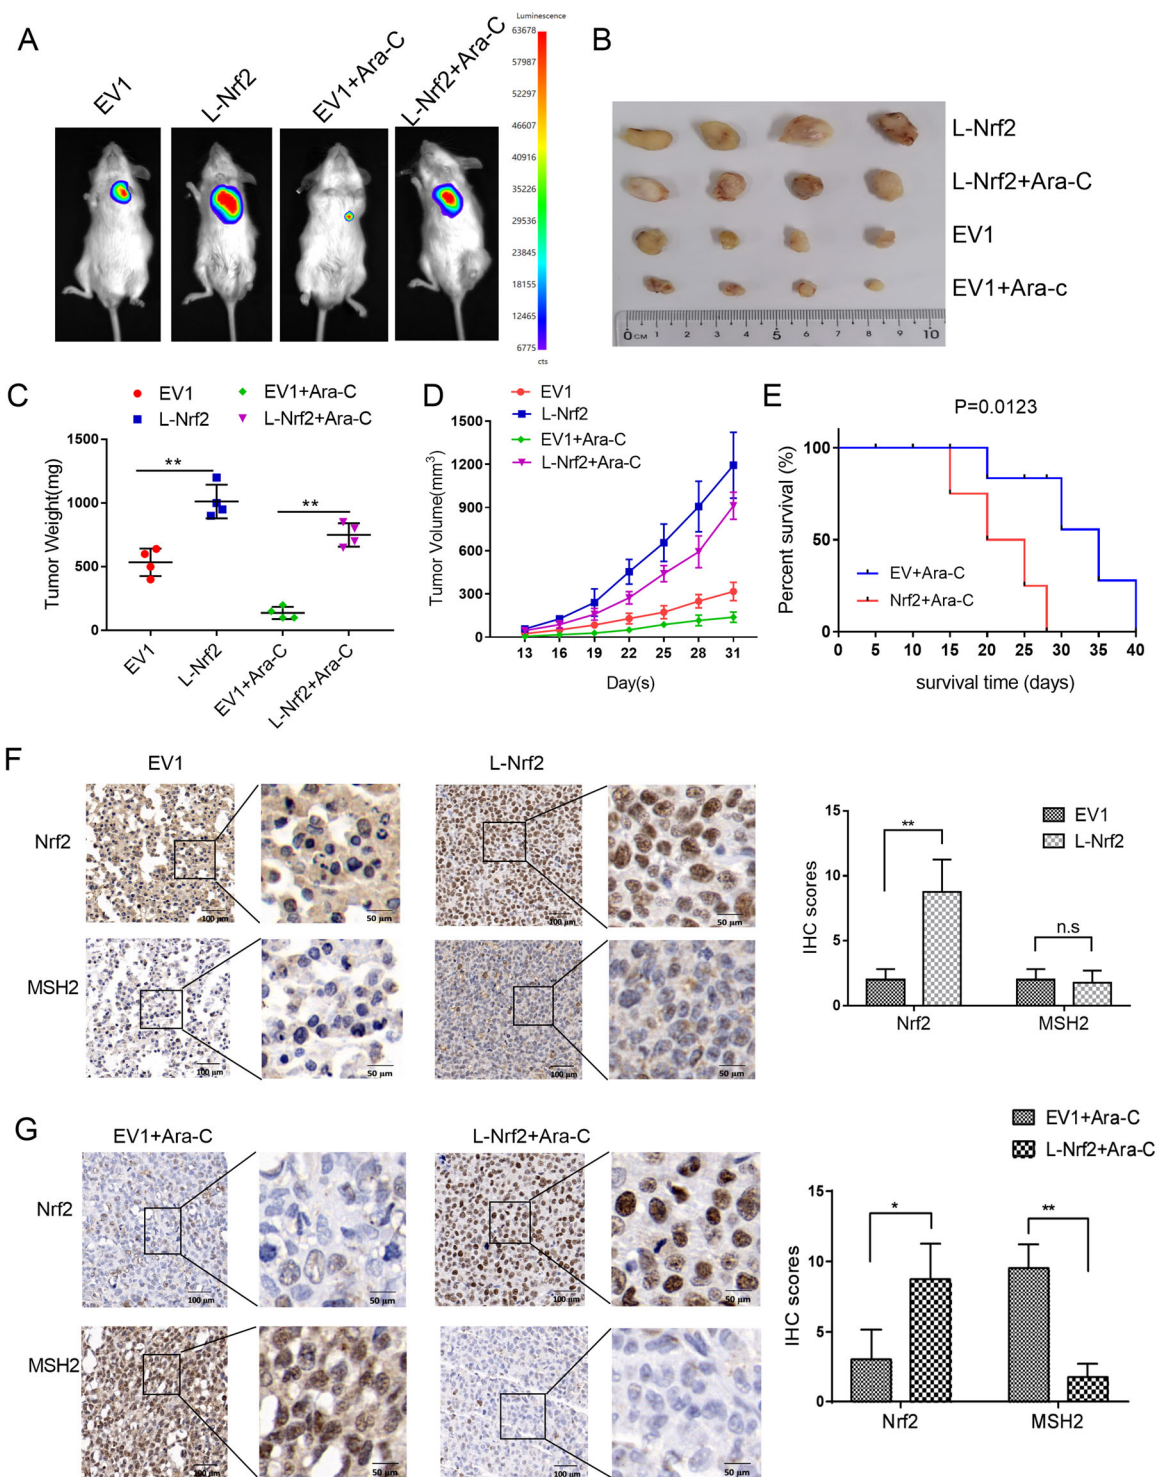 A
EV1
L-Nrf2
EV1+Ara-C
L-Nrf2+Ara-C
Luminescence
63678
57987
52297
46607
40916
35226
29536
23845
18155
12465
6775
cts
B
L-Nrf2
L-Nrf2+Ara-C
EV1
EV1+Ara-c
0 CM 1 2 3 4 5 6 7 8 9 10
C
EV1
L-Nrf2
EV1+Ara-C
L-Nrf2+Ara-C
Tumor Weight(mg)
1500
1000
500
0
**
**
EV1
L-Nrf2
EV1+Ara-C
L-Nrf2+Ara-C
D
EV1
L-Nrf2
EV1+Ara-C
L-Nrf2+Ara-C
Tumor Volume(mm3)
1500
1200
900
600
300
0
13 16 19 22 25 28 31
Day(s)
E
P=0.0123
Percent survival (%)
100
50
0
EV+Ara-C
Nrf2+Ara-C
0 5 10 15 20 25 30 35 40
survival time (days)
F
EV1
L-Nrf2
Nrf2
100 μm
50 μm
100 μm
50 μm
MSH2
100 μm
50 μm
100 μm
50 μm
EV1
L-Nrf2
IHC scores
15
10
5
0
**
n.s
Nrf2
MSH2
G
EV1+Ara-C
L-Nrf2+Ara-C
Nrf2
100 μm
50 μm
100 μm
50 μm
MSH2
100 μm
50 μm
100 μm
50 μm
EV1+Ara-C
L-Nrf2+Ara-C
IHC scores
15
10
5
0
*
**
Nrf2
MSH2